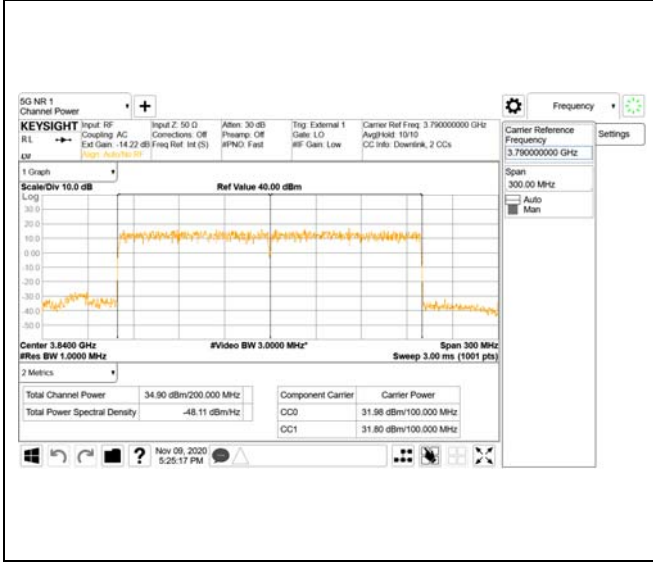 5G NR 1
Channel Power
Frequency
KEYSIGHT
RL
Input: RF
Coupling: AC
Ext Gain: -14.22 dB
Align: Auto/No RF
Input Z: 50 Ω
Corrections: Off
Freq Ref: Int (S)
Atten: 30 dB
Preamp: Off
#PNO: Fast
Trig: External 1
Gate: LO
#IF Gain: Low
Carrier Ref Freq: 3.790000000 GHz
Avg|Hold: 10/10
CC Info: Downlink, 2 CCs
Carrier Reference
Frequency
3.790000000 GHz
Settings
Span
300.00 MHz
Auto
Man
1 Graph
Scale/Div 10.0 dB
Ref Value 40.00 dBm
Log
30.0
20.0
10.0
0.00
-10.0
-20.0
-30.0
-40.0
-50.0
Center 3.8400 GHz
#Video BW 3.0000 MHz*
Span 300 MHz
#Res BW 1.0000 MHz
Sweep 3.00 ms (1001 pts)
2 Metrics
Total Channel Power 34.90 dBm/200.000 MHz
Total Power Spectral Density -48.11 dBm/Hz
Component Carrier Carrier Power
CC0 31.98 dBm/100.000 MHz
CC1 31.80 dBm/100.000 MHz
?
Nov 09, 2020
5:25:17 PM